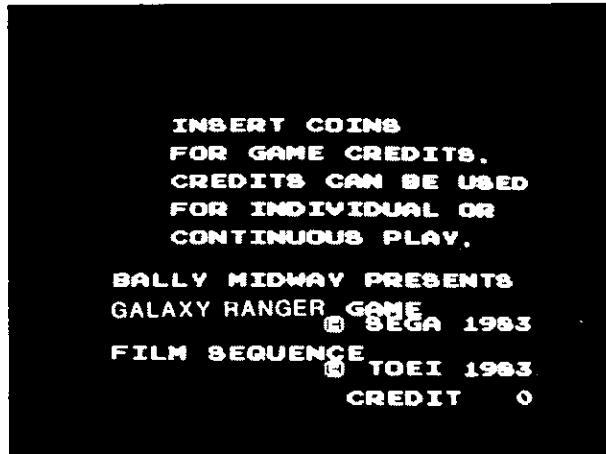 INSERT COINS
FOR GAME CREDITS.
CREDITS CAN BE USED
FOR INDIVIDUAL OR
CONTINUOUS PLAY.
BALLY MIDWAY PRESENTS
GALAXY RANGER GAME
© SEGA 1983
FILM SEQUENCE
© TOEI 1983
CREDIT 0